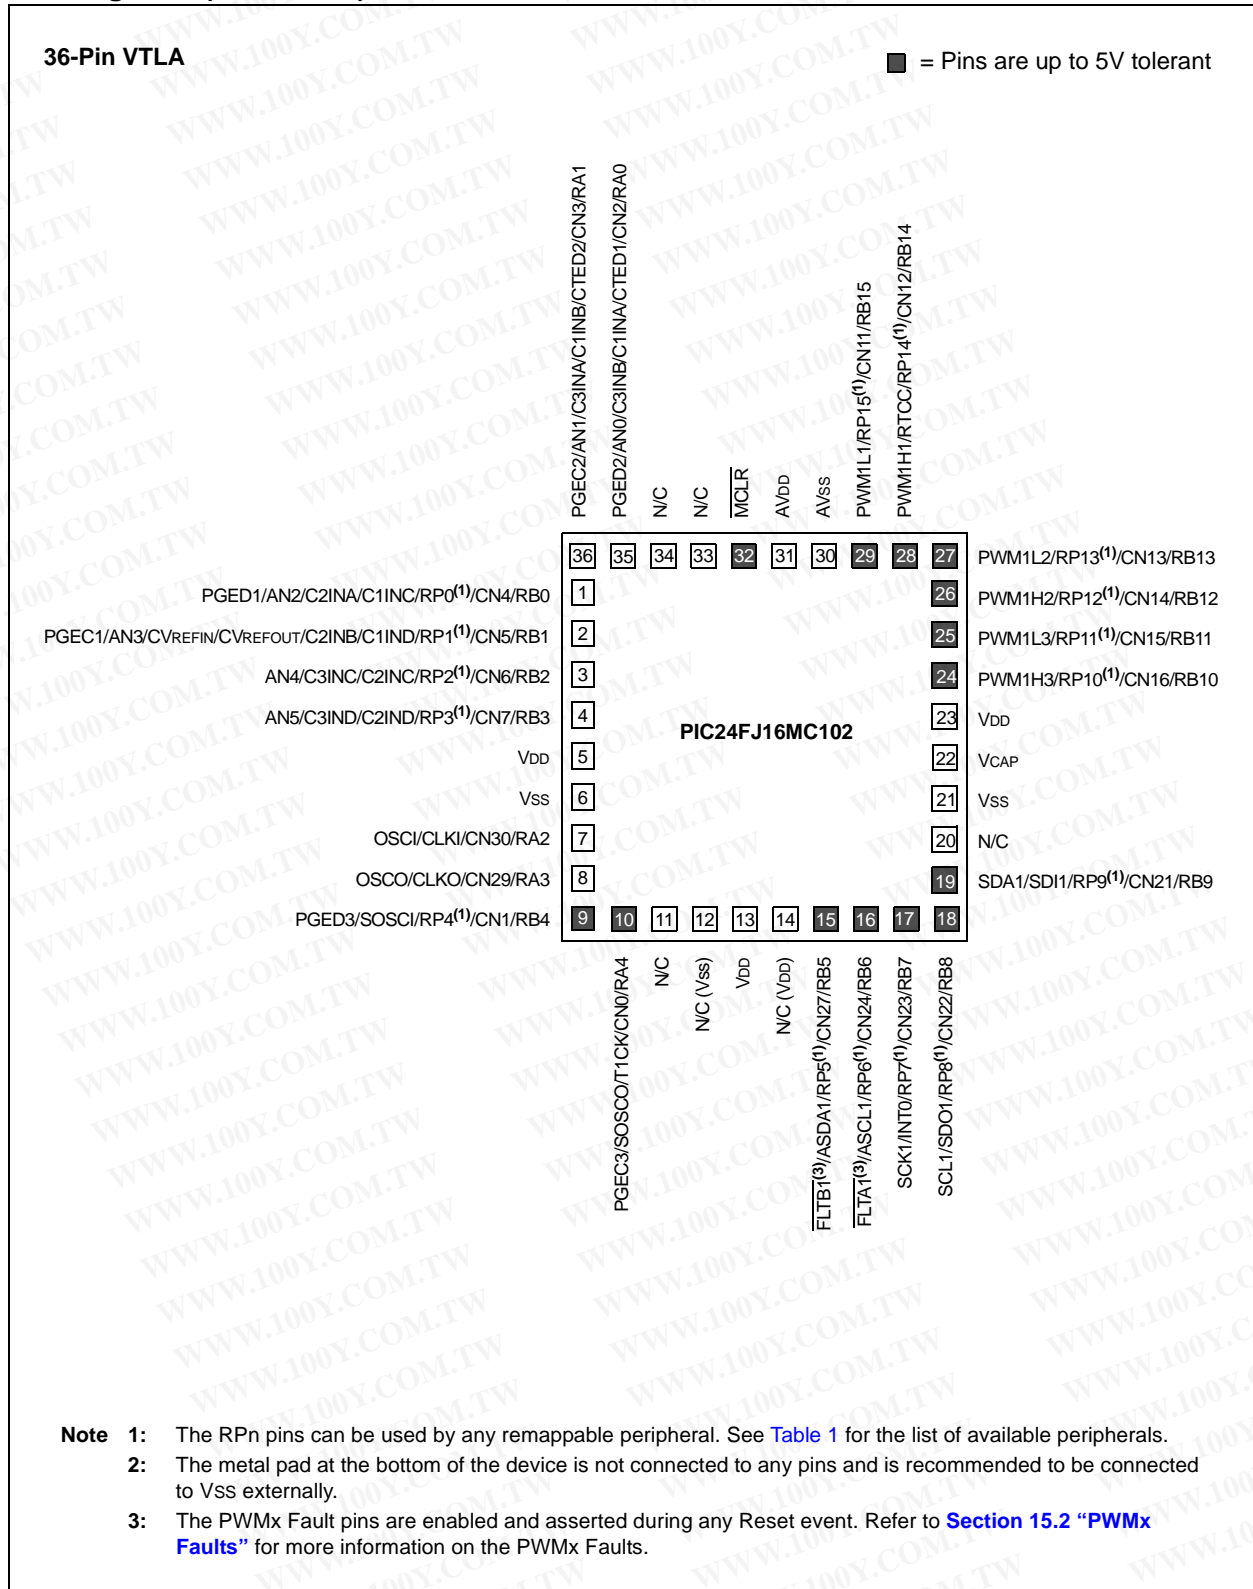 36-Pin VTLA
= Pins are up to 5V tolerant
PGEC2/AN1/C3INA/C1INB/CTED2/CN3/RA1
PGED2/AN0/C3INB/C1INA/CTED1/CN2/RA0
N/C
N/C
MCLR
AVDD
AVSS
PWM1L1/RP15(1)/CN11/RB15
PWM1H1/RTCC/RP14(1)/CN12/RB14
36 35 34 33 32 31 30 29 28 27 PWM1L2/RP13(1)/CN13/RB13
PGED1/AN2/C2INA/C1INC/RP0(1)/CN4/RB0 1 26 PWM1H2/RP12(1)/CN14/RB12
PGEC1/AN3/CVREFIN/CVREFOUT/C2INB/C1IND/RP1(1)/CN5/RB1 2 25 PWM1L3/RP11(1)/CN15/RB11
AN4/C3INC/C2INC/RP2(1)/CN6/RB2 3 24 PWM1H3/RP10(1)/CN16/RB10
AN5/C3IND/C2IND/RP3(1)/CN7/RB3 4 PIC24FJ16MC102 23 VDD
VDD 5 22 VCAP
VSS 6 21 VSS
OSCI/CLKI/CN30/RA2 7 20 N/C
OSCO/CLKO/CN29/RA3 8 19 SDA1/SDI1/RP9(1)/CN21/RB9
PGED3/SOSCI/RP4(1)/CN1/RB4 9 10 11 12 13 14 15 16 17 18
PGEC3/SOSCO/T1CK/CN0/RA4
N/C
N/C (Vss)
VDD
N/C (VDD)
FLTB1(3)/ASDA1/RP5(1)/CN27/RB5
FLTA1(3)/ASCL1/RP6(1)/CN24/RB6
SCK1/INT0/RP7(1)/CN23/RB7
SCL1/SDO1/RP8(1)/CN22/RB8
Note 1: The RPn pins can be used by any remappable peripheral. See Table 1 for the list of available peripherals.
2: The metal pad at the bottom of the device is not connected to any pins and is recommended to be connected
to VSS externally.
3: The PWMx Fault pins are enabled and asserted during any Reset event. Refer to Section 15.2 “PWMx
Faults” for more information on the PWMx Faults.
WWW.100Y.COM.TW